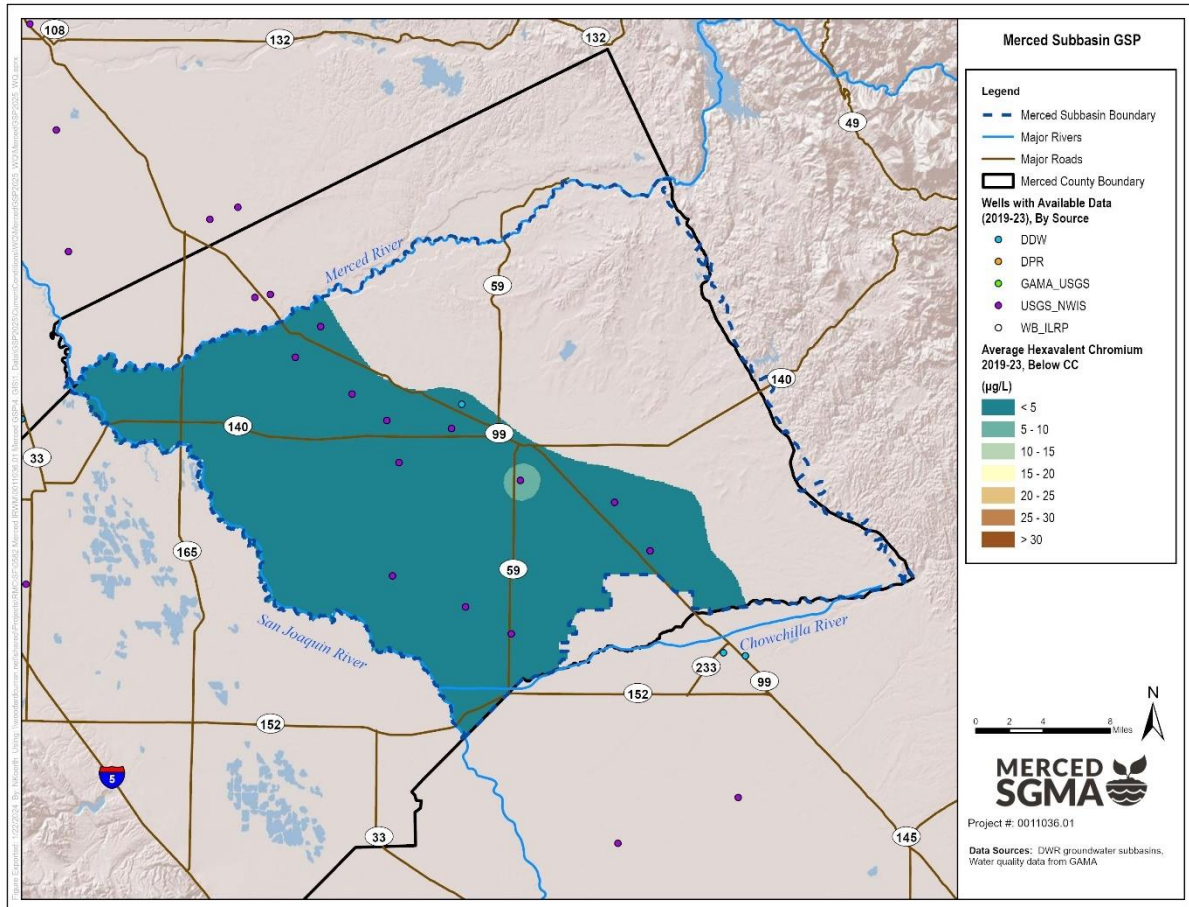 Merced Subbasin GSP
Legend
Merced Subbasin Boundary
Major Rivers
Major Roads
Merced County Boundary
Wells with Available Data
(2019-23), By Source
DDW
DPR
GAMA_USGS
USGS_NWIS
WB_ILRP
Average Hexavalent Chromium
2019-23, Below CC
(µg/L)
< 5
5 - 10
10 - 15
15 - 20
20 - 25
25 - 30
> 30
N
0 2 4 8
Miles
MERCED
SGMA
Project #: 0011036.01
Data Sources: DWR groundwater subbasins,
Water quality data from GAMA
108
132
132
49
Merced River
59
140
140
99
33
165
59
San Joaquin River
Chowchilla River
233
99
152
152
5
33
145